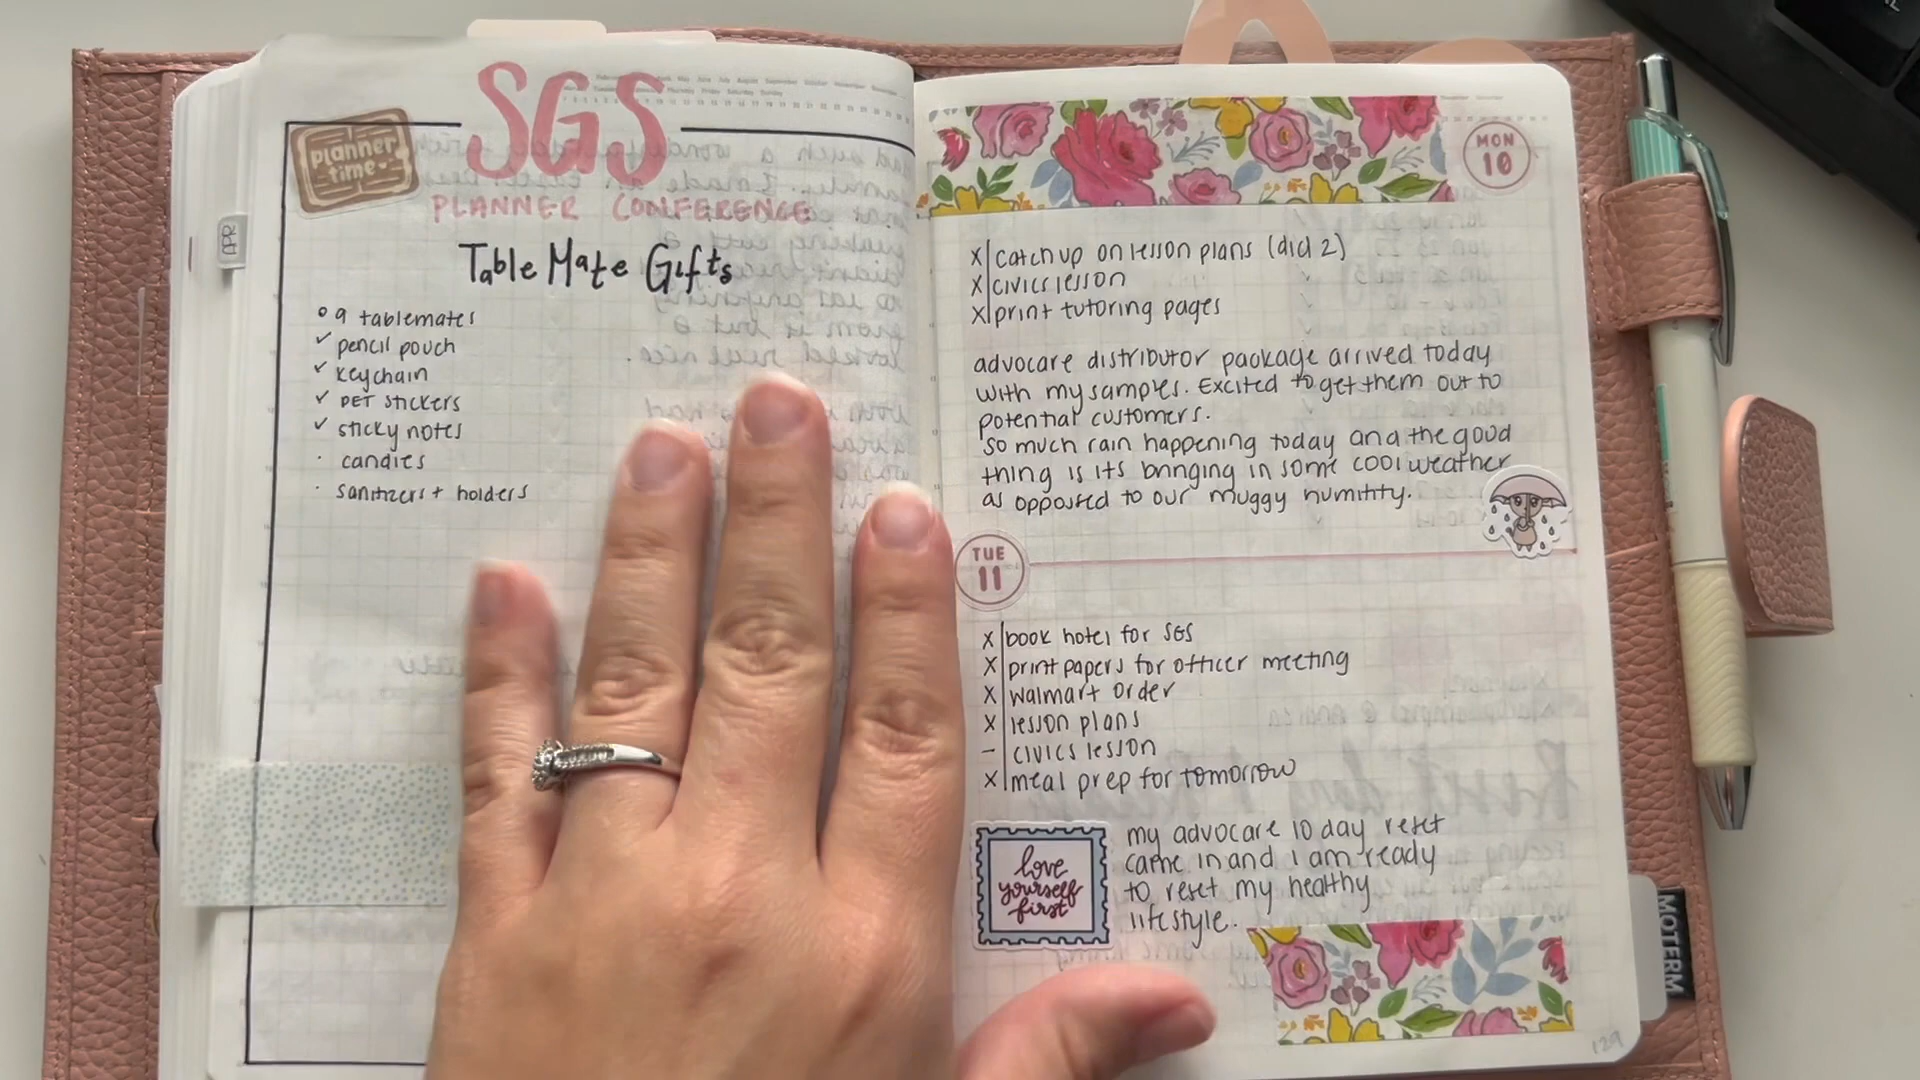 SGS
planner
time
PLANNER CONFERENCE
Table Mate Gifts
9 tablemates
✓ pencil pouch
✓ keychain
✓ PET stickers
✓ sticky notes
· candies
· sanitizers + holders
APR
MON
10
x catch up on lesson plans (did 2)
x civics lesson
x print tutoring pages
advocare distributor package arrived today
with my samples. Excited to get them out to
potential customers.
so much rain happening today and the good
thing is its bringing in some cool weather
as opposed to our muggy humitity.
TUE
11
x book hotel for SGS
x print papers for officer meeting
x walmart order
x lesson plans
– civics lesson
x meal prep for tomorrow
love
yourself
first
my advocare 10 day reset
came in and I am ready
to reset my healthy
lifestyle.
129
MOTERM